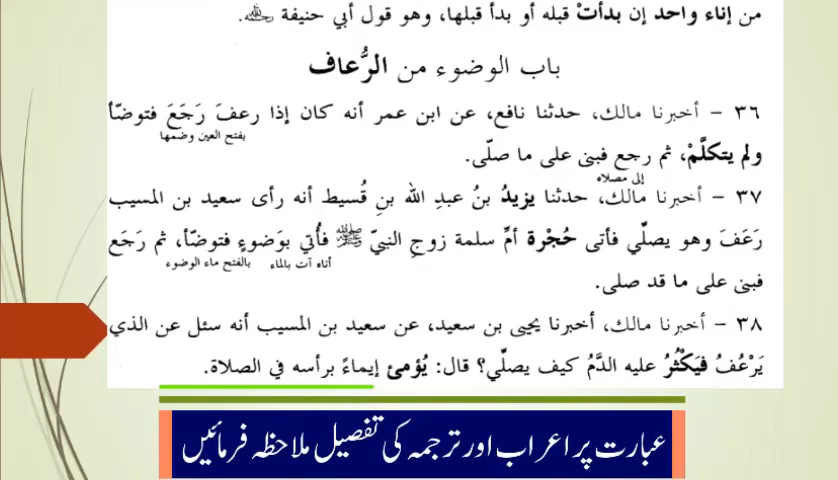 من إناء واحد إن بدأتْ قبله أو بدأ قبلها، وهو قول أبي حنيفة رحمه الله.
باب الوضوء من الرُّعاف
٣٦ – أخبرنا مالك، حدثنا نافع، عن ابن عمر أنه كان إذا رعفَ رَجَعَ فتوضّأ
بفتح العين وضمها
ولم يتكلَّمْ، ثم رجع فبنى على ما صلّى.
إلى مصلاه
٣٧ – أخبرنا مالك، حدثنا يزيدُ بنُ عبدِ الله بنِ قُسيط أنه رأى سعيد بن المسيب
رَعَفَ وهو يصلّي فأتى حُجْرة أمِّ سلمة زوجِ النبيّ ﷺ فأُتي بوَضوءٍ فتوضّأ، ثم رَجَع
أتاه آت بالماء بالفتح ماء الوضوء
فبنى على ما قد صلى.
٣٨ – أخبرنا مالك، أخبرنا يحيى بن سعيد، عن سعيد بن المسيب أنه سئل عن الذي
يَرْعُفُ فيَكْثُرُ عليه الدَّمُ كيف يصلّي؟ قال: يُؤمئ إيماءً برأسه في الصلاة.
عبارت پر اعراب اور ترجمہ کی تفصیل ملاحظہ فرمائیں